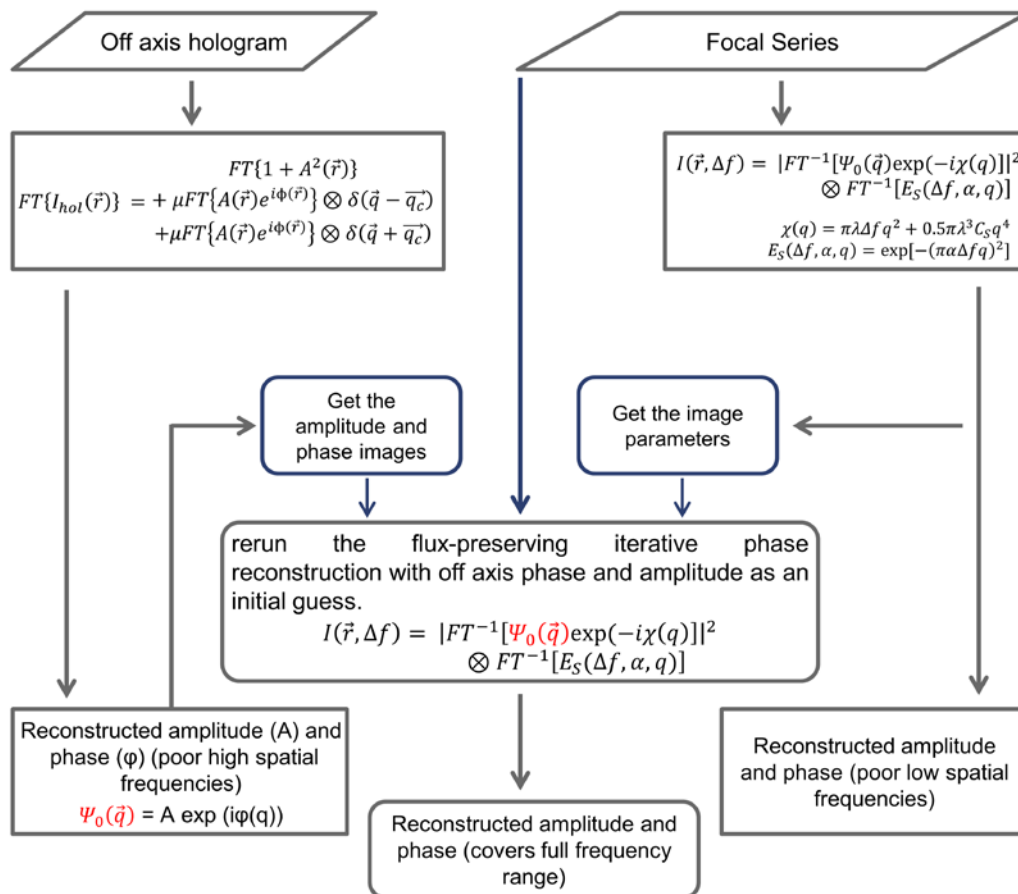 Off axis hologram
Focal Series
FT{1 + A²(r⃗)}
FT{I_hol(r⃗)} = + μFT{A(r⃗)e^{iϕ(r⃗)}} ⊗ δ(q⃗ − q_c⃗)
+μFT{A(r⃗)e^{iϕ(r⃗)}} ⊗ δ(q⃗ + q_c⃗)
I(r⃗, Δf) = |FT⁻¹[Ψ₀(q⃗)exp(−iχ(q)]|²
⊗ FT⁻¹[E_S(Δf, α, q)]
χ(q) = πλΔfq² + 0.5πλ³C_Sq⁴
E_S(Δf, α, q) = exp[−(παΔfq)²]
Get the
amplitude and
phase images
Get the image
parameters
rerun the flux-preserving iterative phase
reconstruction with off axis phase and amplitude as an
initial guess.
I(r⃗, Δf) = |FT⁻¹[Ψ₀(q⃗)exp(−iχ(q)]|²
⊗ FT⁻¹[E_S(Δf, α, q)]
Reconstructed amplitude (A) and
phase (φ) (poor high spatial
frequencies)
Ψ₀(q⃗) = A exp (iφ(q))
Reconstructed amplitude and
phase (covers full frequency
range)
Reconstructed amplitude
and phase (poor low spatial
frequencies)